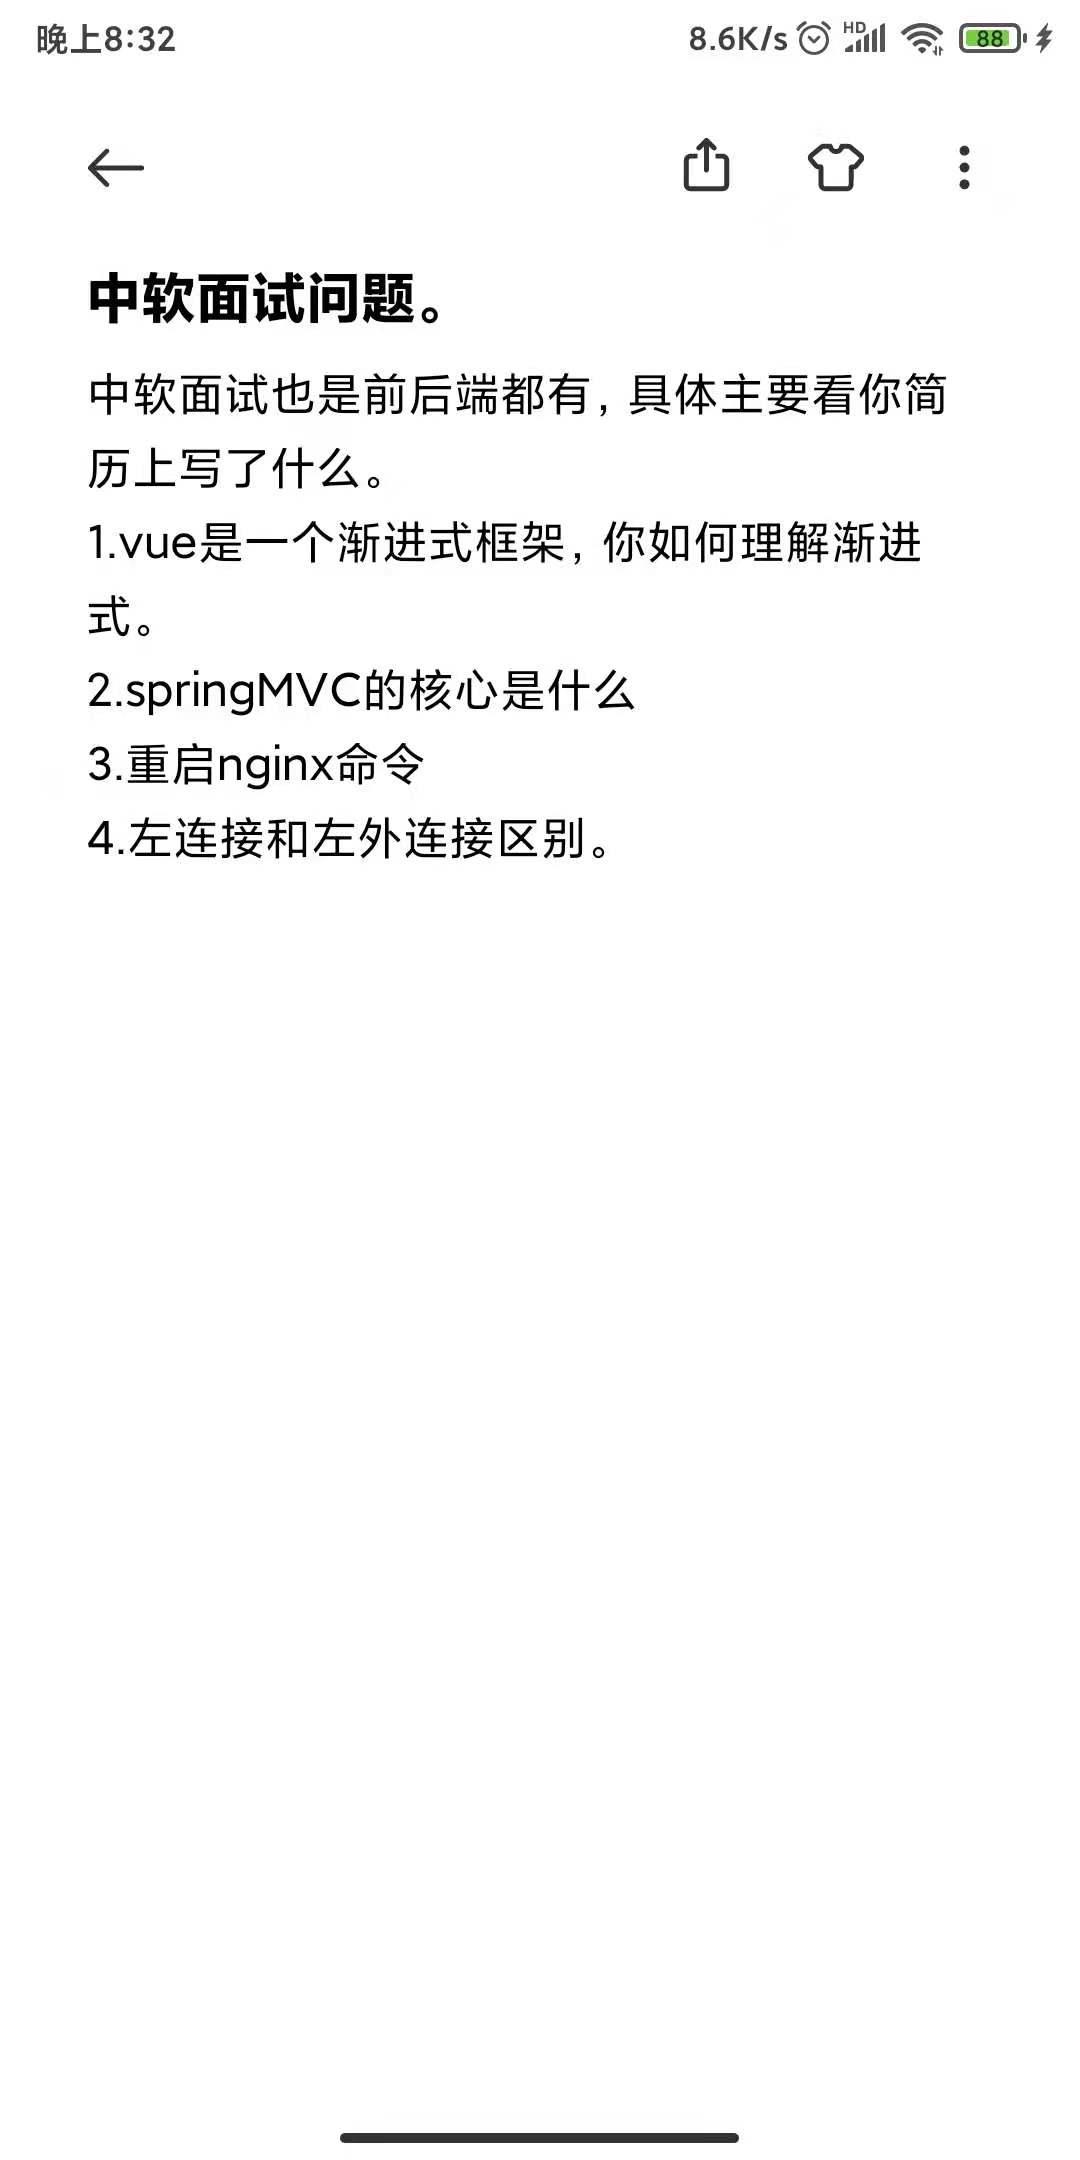 晚上8:32
8.6K/s
HD
88
中软面试问题。
中软面试也是前后端都有，具体主要看你简
历上写了什么。
1.vue是一个渐进式框架，你如何理解渐进
式。
2.springMVC的核心是什么
3.重启nginx命令
4.左连接和左外连接区别。